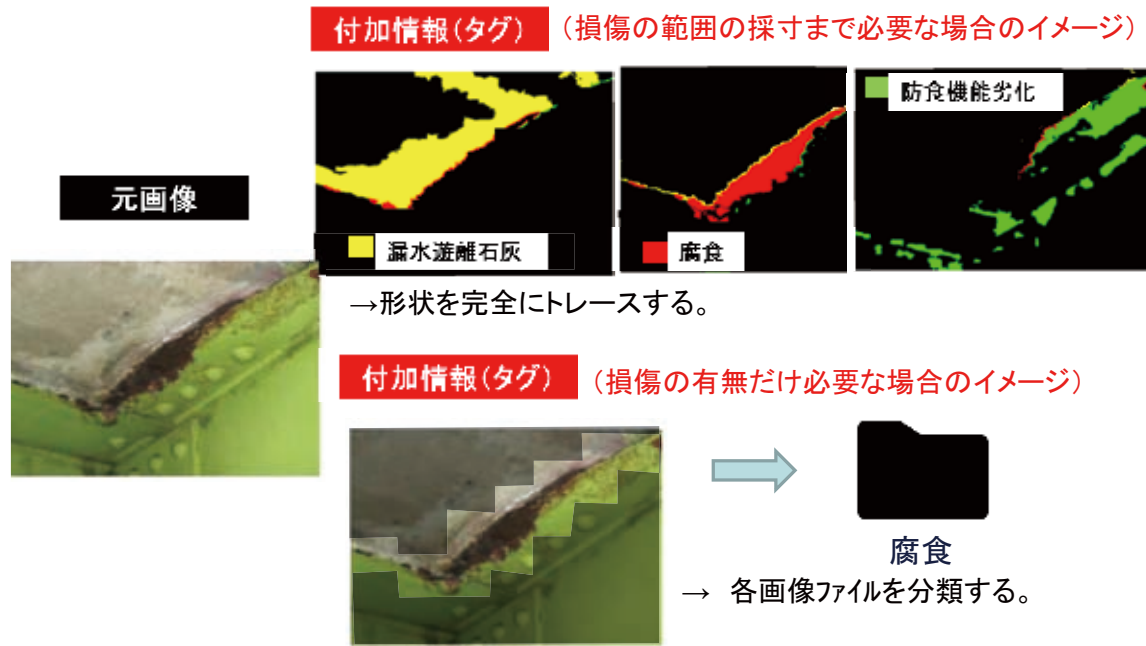 付加情報(タグ) (損傷の範囲の採寸まで必要な場合のイメージ)
防食機能劣化
元画像
漏水遊離石灰
腐食
→形状を完全にトレースする。
付加情報(タグ) (損傷の有無だけ必要な場合のイメージ)
腐食
→ 各画像ファイルを分類する。